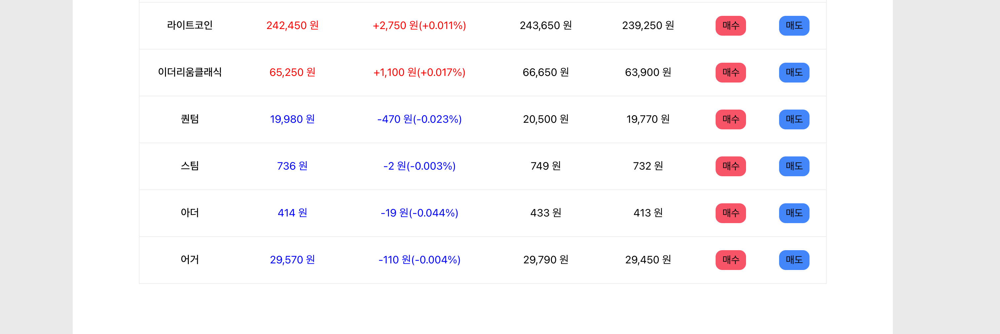 라이트코인 242,450 원 +2,750 원(+0.011%) 243,650 원 239,250 원 매수 매도
이더리움클래식 65,250 원 +1,100 원(+0.017%) 66,650 원 63,900 원 매수 매도
퀀텀 19,980 원 -470 원(-0.023%) 20,500 원 19,770 원 매수 매도
스팀 736 원 -2 원(-0.003%) 749 원 732 원 매수 매도
아더 414 원 -19 원(-0.044%) 433 원 413 원 매수 매도
어거 29,570 원 -110 원(-0.004%) 29,790 원 29,450 원 매수 매도